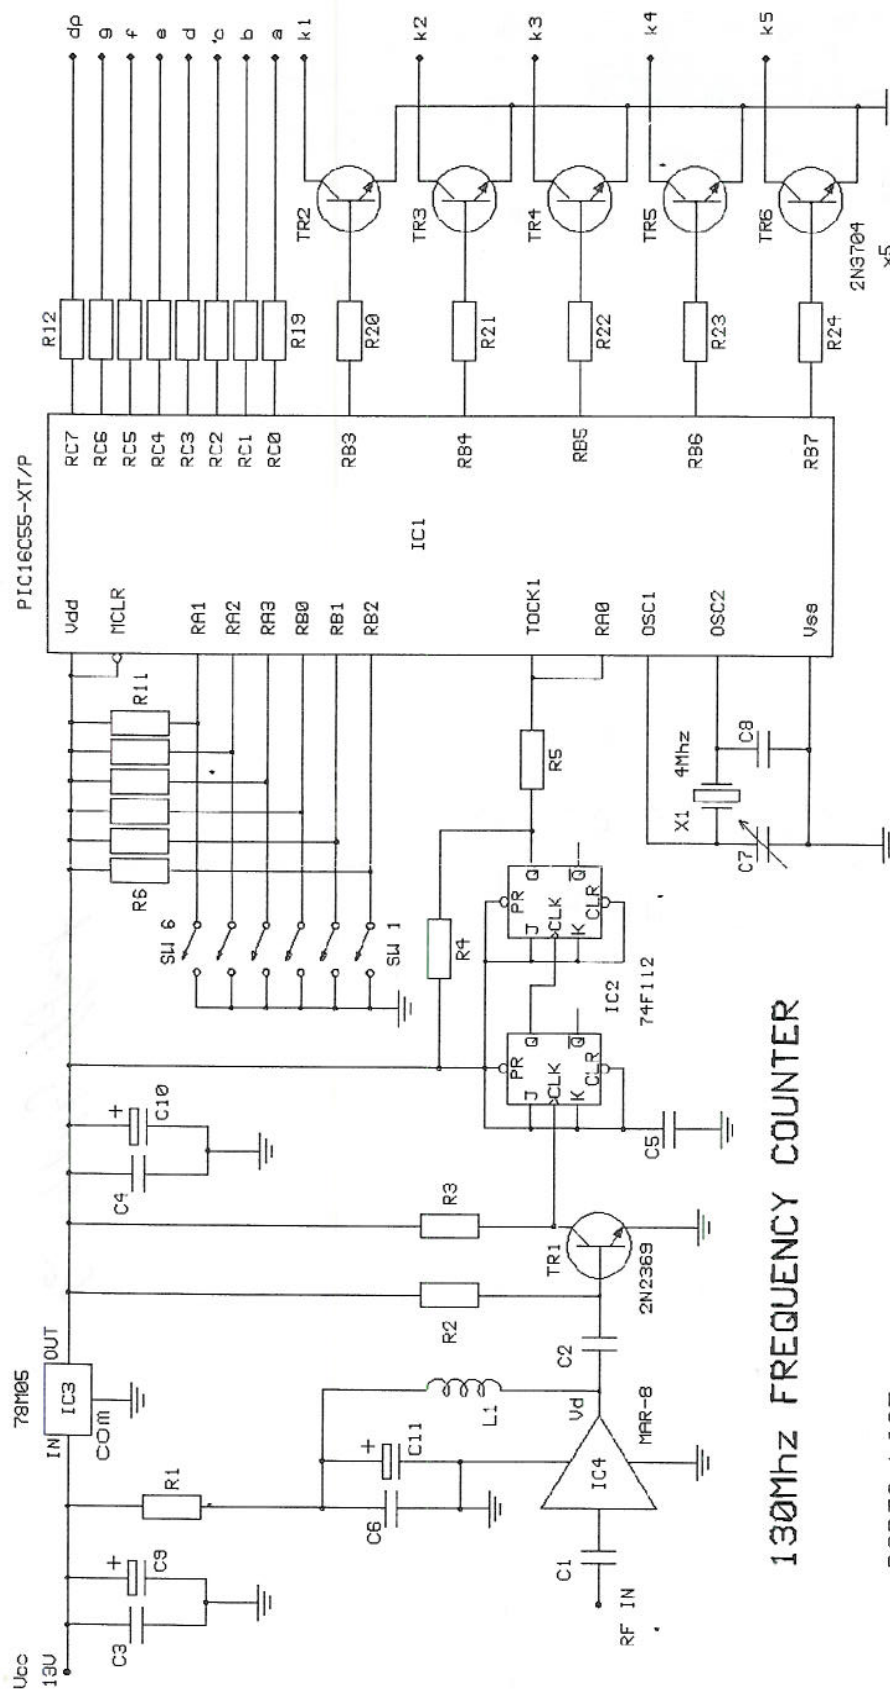 Vcc
13V
C3
+
C9
R1
78M05
IN
OUT
IC3
COM
C6
+
C11
L1
Vd
RF IN
C1
IC4
MAR-8
C2
R2
R3
TR1
2N2369
C4
+
C10
R4
PR
J
Q
CLK
K
Q
CLR
C5
PR
J
Q
CLK
K
Q
CLR
IC2
74F112
R5
SW 6
SW 1
R6
R11
PIC16C55-XT/P
IC1
Vdd
MCLR
RA1
RA2
RA3
RB0
RB1
RB2
TOCK1
RA0
OSC1
OSC2
Vss
X1
4Mhz
C7
C8
RC7
RC6
RC5
RC4
RC3
RC2
RC1
RC0
RB3
RB4
RB5
RB6
RB7
R12
R19
R20
R21
R22
R23
R24
dp
g
f
e
d
c
b
a
k1
k2
k3
k4
k5
TR2
TR3
TR4
TR5
TR6
2N3704
x5
130Mhz FREQUENCY COUNTER